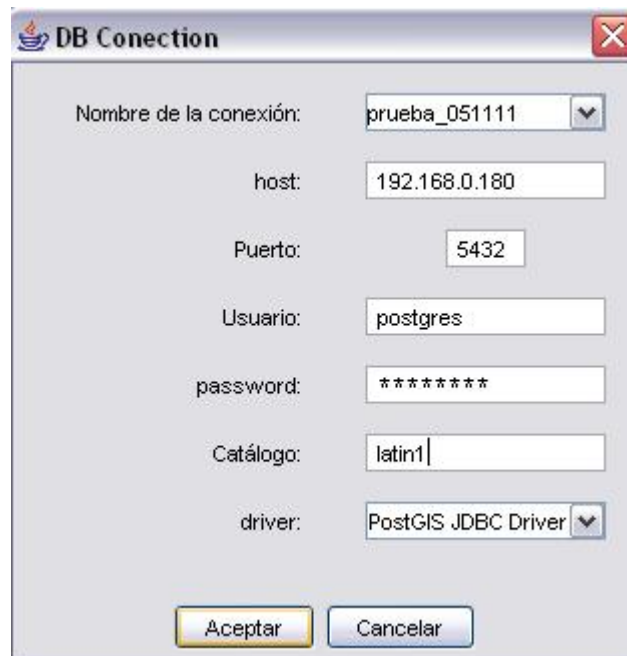 DB Conection
Nombre de la conexión: prueba_051111
host: 192.168.0.180
Puerto: 5432
Usuario: postgres
password: ********
Catálogo: latin1
driver: PostGIS JDBC Driver
Aceptar Cancelar